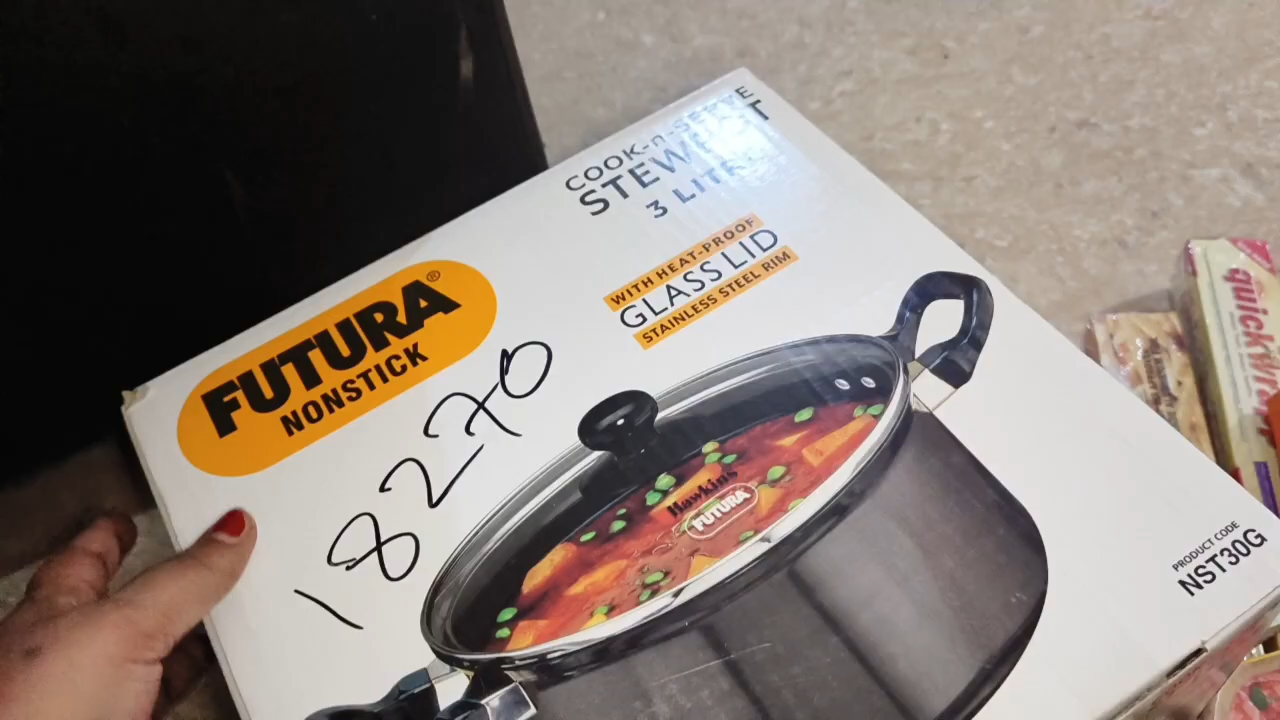 COOK-n-SERVE
STEWPOT
3 LITRE
WITH HEAT-PROOF
GLASS LID
STAINLESS STEEL RIM
FUTURA®
NONSTICK
18270
Hawkins
FUTURA
PRODUCT CODE
NST30G
quickWra